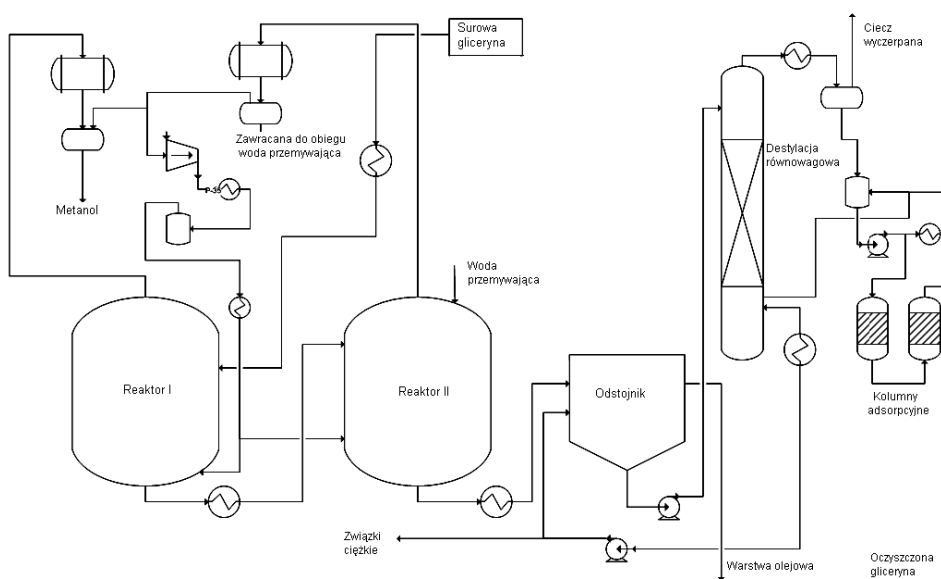 Surowa
gliceryna
Ciecz
wyczerpana
Zawracana do obiegu
woda przemywająca
Destylacja
równowagowa
P-35
Metanol
Woda
przemywająca
Reaktor I
Reaktor II
Odstojnik
Kolumny
adsorpcyjne
Związki
ciężkie
Warstwa olejowa
Oczyszczona
gliceryna